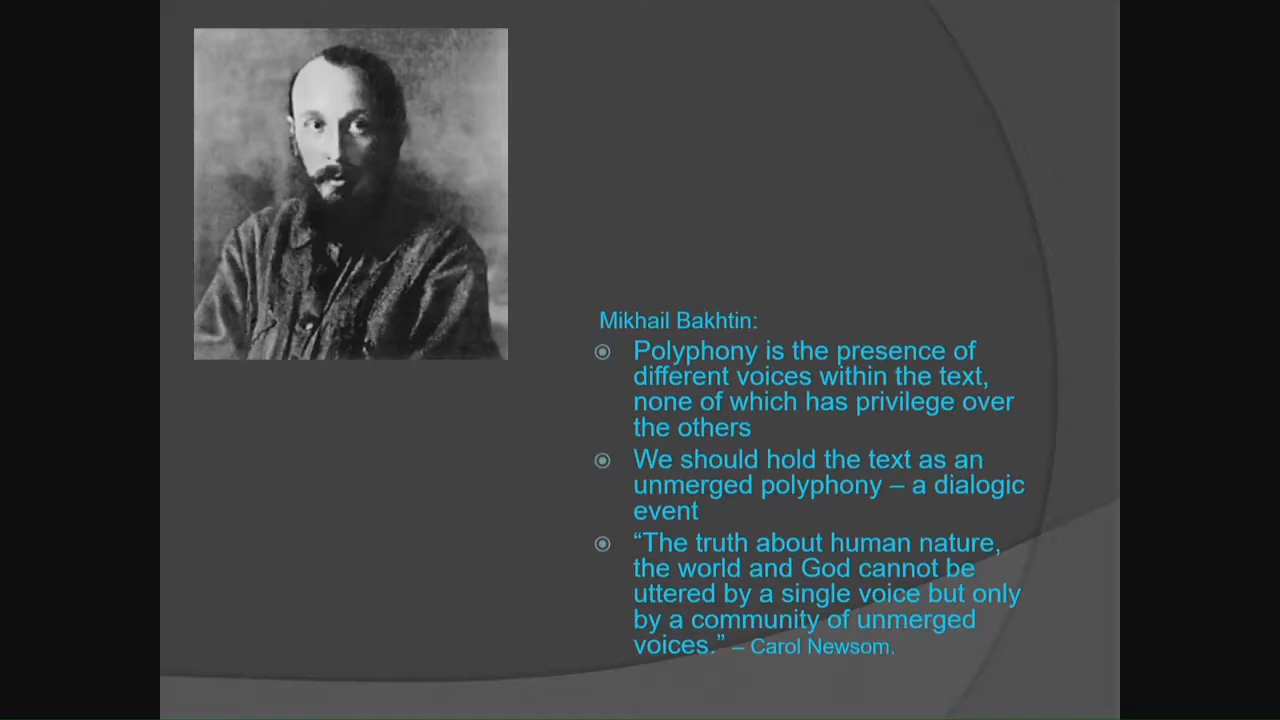 Mikhail Bakhtin:
Polyphony is the presence of
different voices within the text,
none of which has privilege over
the others
We should hold the text as an
unmerged polyphony – a dialogic
event
“The truth about human nature,
the world and God cannot be
uttered by a single voice but only
by a community of unmerged
voices.” – Carol Newsom.